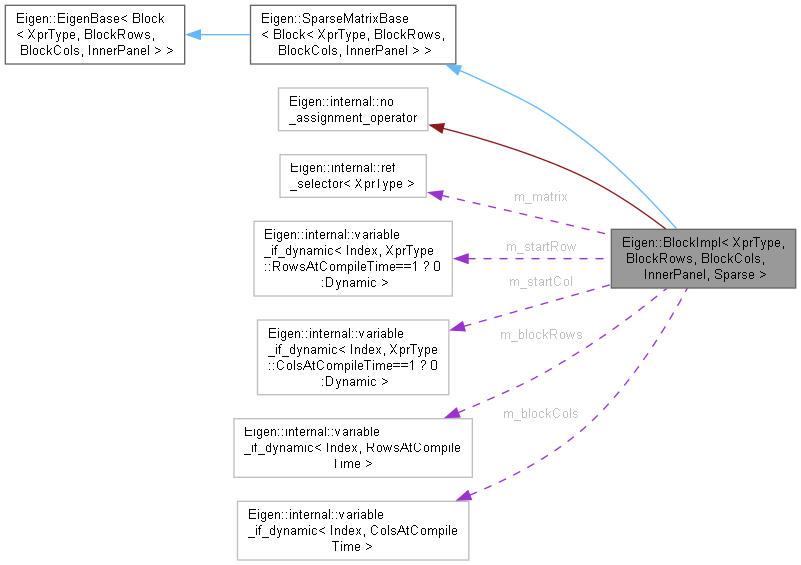 Eigen::EigenBase< Block
< XprType, BlockRows,
BlockCols, InnerPanel > >
Eigen::SparseMatrixBase
< Block< XprType, BlockRows,
BlockCols, InnerPanel > >
Eigen::internal::no
_assignment_operator
Eigen::internal::ref
_selector< XprType >
m_matrix
Eigen::internal::variable
_if_dynamic< Index, XprType
::RowsAtCompileTime==1 ? 0
:Dynamic >
m_startRow
Eigen::BlockImpl< XprType,
BlockRows, BlockCols,
InnerPanel, Sparse >
m_startCol
Eigen::internal::variable
_if_dynamic< Index, XprType
::ColsAtCompileTime==1 ? 0
:Dynamic >
m_blockRows
Eigen::internal::variable
_if_dynamic< Index, RowsAtCompile
Time >
m_blockCols
Eigen::internal::variable
_if_dynamic< Index, ColsAtCompile
Time >